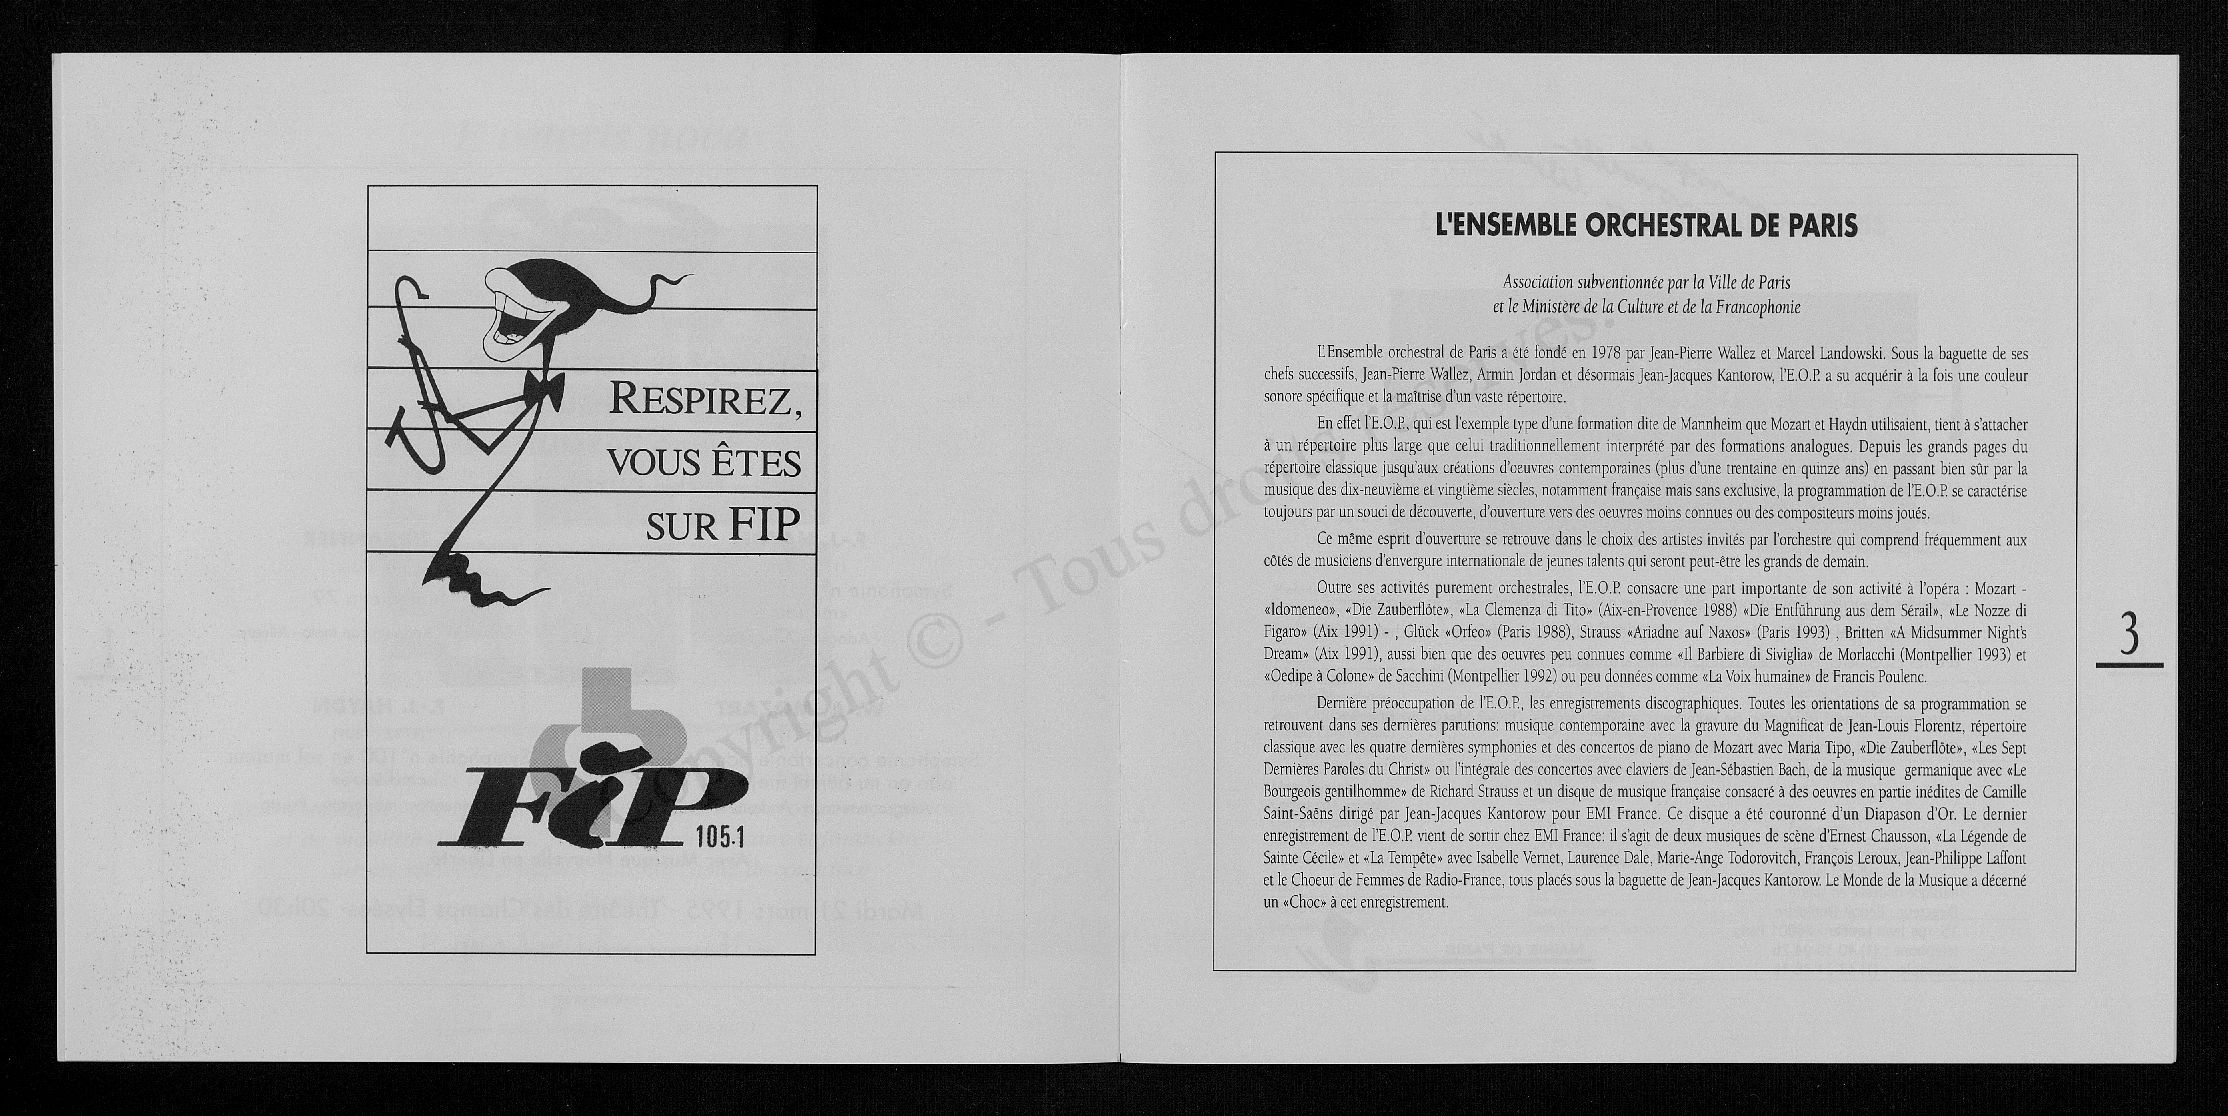 RESPIREZ,
VOUS ÊTES
SUR FIP
FiP
105.1
L'ENSEMBLE ORCHESTRAL DE PARIS
Association subventionnée par la Ville de Paris
et le Ministère de la Culture et de la Francophonie
L'Ensemble orchestral de Paris a été fondé en 1978 par Jean-Pierre Wallez et Marcel Landowski. Sous la baguette de ses
chefs successifs, Jean-Pierre Wallez, Armin Jordan et désormais Jean-Jacques Kantorow, l'E.O.P. a su acquérir à la fois une couleur
sonore spécifique et la maîtrise d'un vaste répertoire.
En effet l'E.O.P., qui est l'exemple type d'une formation dite de Mannheim que Mozart et Haydn utilisaient, tient à s'attacher
à un répertoire plus large que celui traditionnellement interprété par des formations analogues. Depuis les grands pages du
répertoire classique jusqu'aux créations d'oeuvres contemporaines (plus d'une trentaine en quinze ans) en passant bien sûr par la
musique des dix-neuvième et vingtième siècles, notamment française mais sans exclusive, la programmation de l'E.O.P. se caractérise
toujours par un souci de découverte, d'ouverture vers des oeuvres moins connues ou des compositeurs moins joués.
Ce même esprit d'ouverture se retrouve dans le choix des artistes invités par l'orchestre qui comprend fréquemment aux
côtés de musiciens d'envergure internationale de jeunes talents qui seront peut-être les grands de demain.
Outre ses activités purement orchestrales, l'E.O.P. consacre une part importante de son activité à l'opéra : Mozart -
«Idomeneo», «Die Zauberflöte», «La Clemenza di Tito» (Aix-en-Provence 1988) «Die Entführung aus dem Sérail», «Le Nozze di
Figaro» (Aix 1991) - , Glück «Orfeo» (Paris 1988), Strauss «Ariadne auf Naxos» (Paris 1993) , Britten «A Midsummer Night's
Dream» (Aix 1991), aussi bien que des oeuvres peu connues comme «Il Barbiere di Siviglia» de Morlacchi (Montpellier 1993) et
«Oedipe à Colone» de Sacchini (Montpellier 1992) ou peu données comme «La Voix humaine» de Francis Poulenc.
Dernière préoccupation de l'E.O.P., les enregistrements discographiques. Toutes les orientations de sa programmation se
retrouvent dans ses dernières parutions: musique contemporaine avec la gravure du Magnificat de Jean-Louis Florentz, répertoire
classique avec les quatre dernières symphonies et des concertos de piano de Mozart avec Maria Tipo, «Die Zauberflöte», «Les Sept
Dernières Paroles du Christ» ou l'intégrale des concertos avec claviers de Jean-Sébastien Bach, de la musique germanique avec «Le
Bourgeois gentilhomme» de Richard Strauss et un disque de musique française consacré à des oeuvres en partie inédites de Camille
Saint-Saëns dirigé par Jean-Jacques Kantorow pour EMI France. Ce disque a été couronné d'un Diapason d'Or. Le dernier
enregistrement de l'E.O.P. vient de sortir chez EMI France: il s'agit de deux musiques de scène d'Ernest Chausson, «La Légende de
Sainte Cécile» et «La Tempête» avec Isabelle Vernet, Laurence Dale, Marie-Ange Todorovitch, François Leroux, Jean-Philippe Laffont
et le Choeur de Femmes de Radio-France, tous placés sous la baguette de Jean-Jacques Kantorow. Le Monde de la Musique a décerné
un «Choc» à cet enregistrement.
3